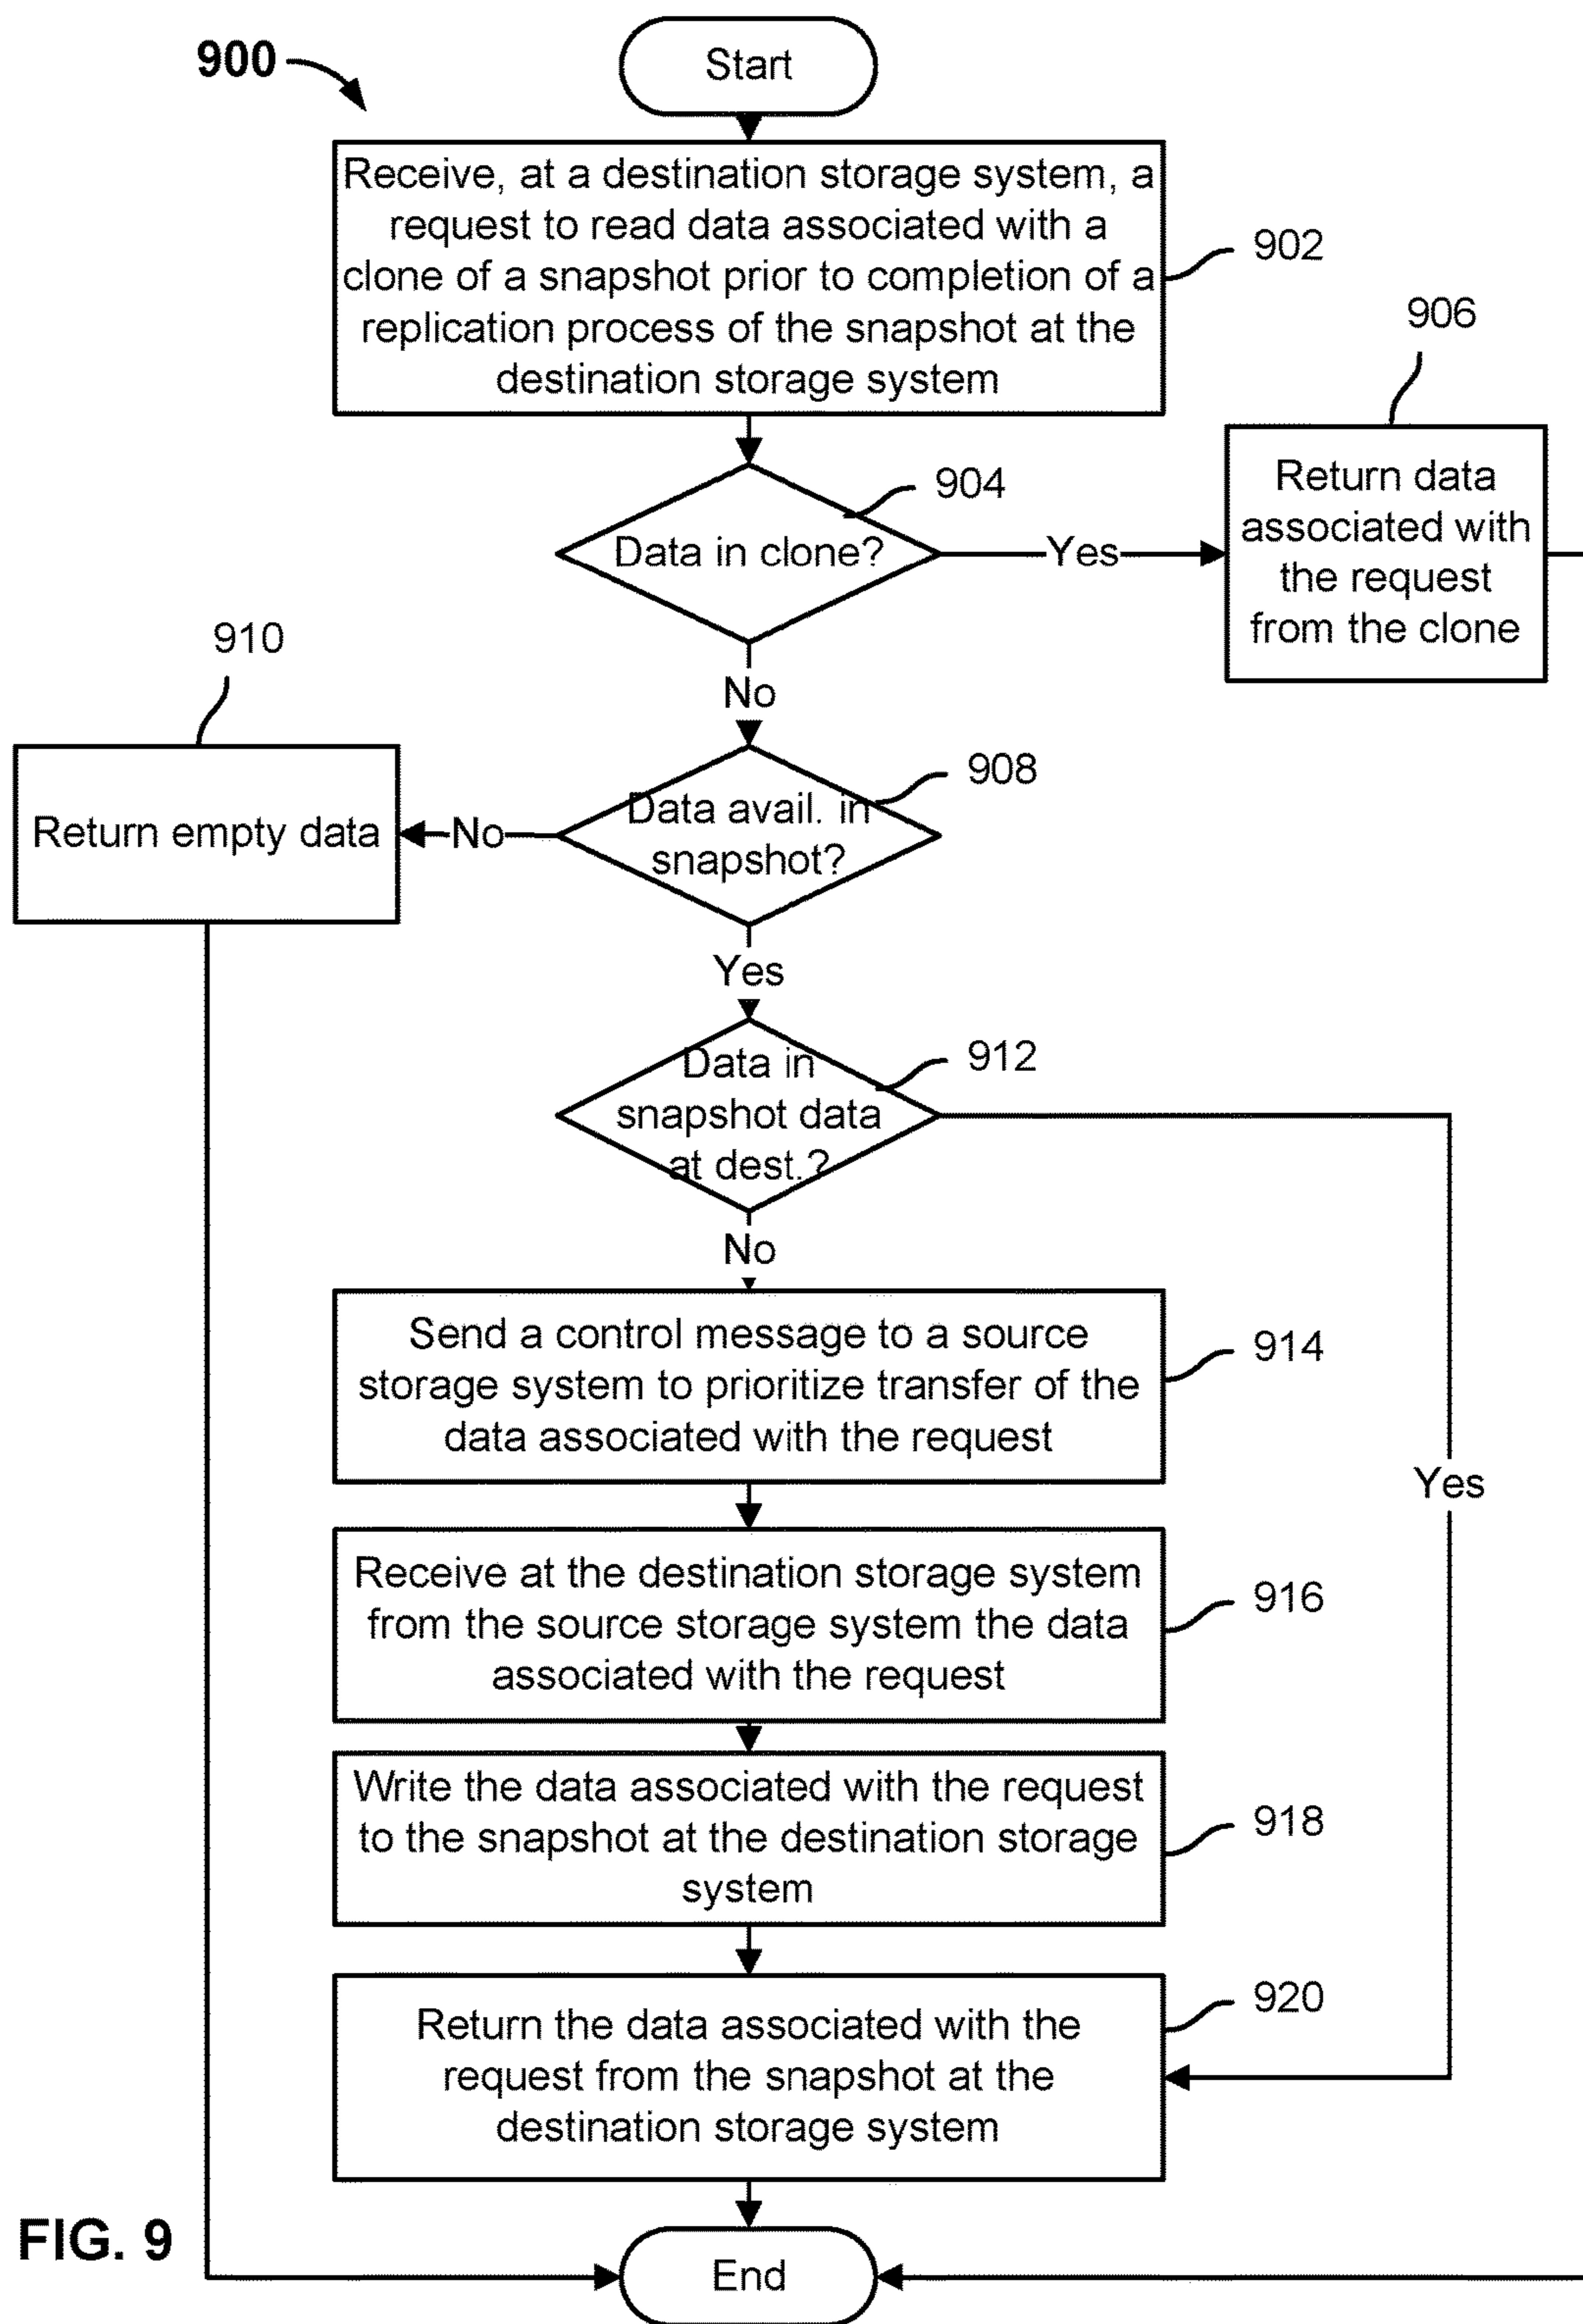 900
Start
Receive, at a destination storage system, a
request to read data associated with a
clone of a snapshot prior to completion of a
replication process of the snapshot at the
destination storage system
902
906
904
Data in clone?
Yes
Return data
associated with
the request
from the clone
No
910
908
Return empty data
No
Data avail. in
snapshot?
Yes
912
Data in
snapshot data
at dest.?
No
Send a control message to a source
storage system to prioritize transfer of the
data associated with the request
914
Yes
Receive at the destination storage system
from the source storage system the data
associated with the request
916
Write the data associated with the request
to the snapshot at the destination storage
system
918
Return the data associated with the
request from the snapshot at the
destination storage system
920
FIG. 9
End